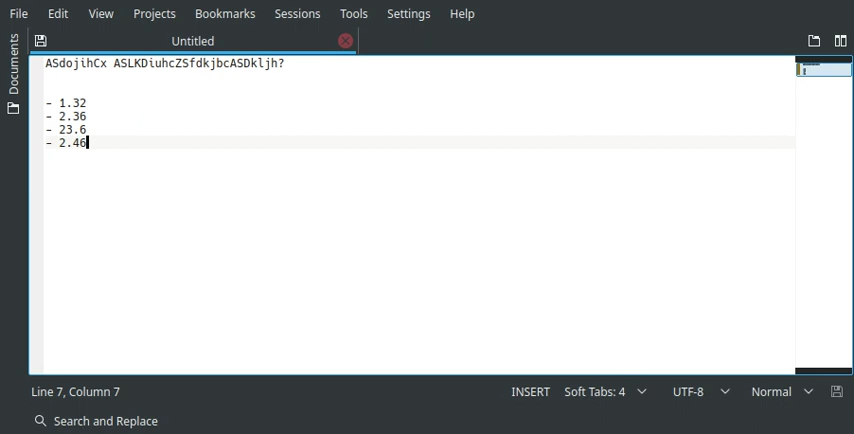 File Edit View Projects Bookmarks Sessions Tools Settings Help
Documents
Untitled
ASdojihCx ASLKDiuhcZSfdkjbcASDkljh?
- 1.32
- 2.36
- 23.6
- 2.46
Line 7, Column 7 INSERT Soft Tabs: 4 UTF-8 Normal
Search and Replace